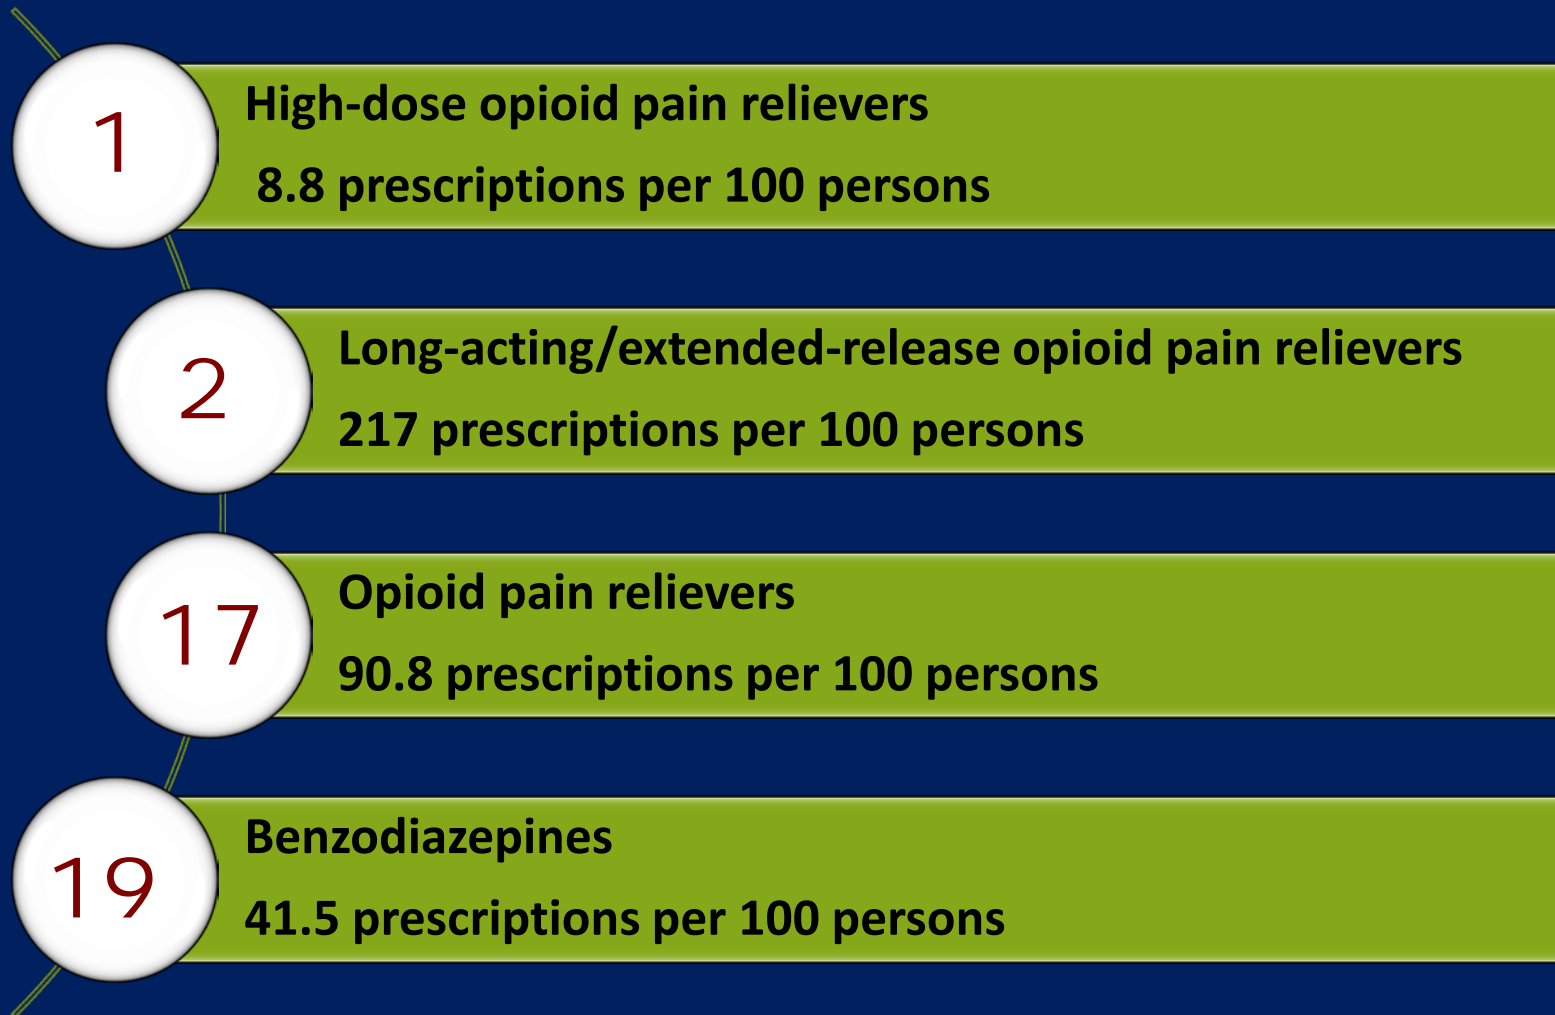 1
High-dose opioid pain relievers
8.8 prescriptions per 100 persons
2
Long-acting/extended-release opioid pain relievers
217 prescriptions per 100 persons
17
Opioid pain relievers
90.8 prescriptions per 100 persons
19
Benzodiazepines
41.5 prescriptions per 100 persons